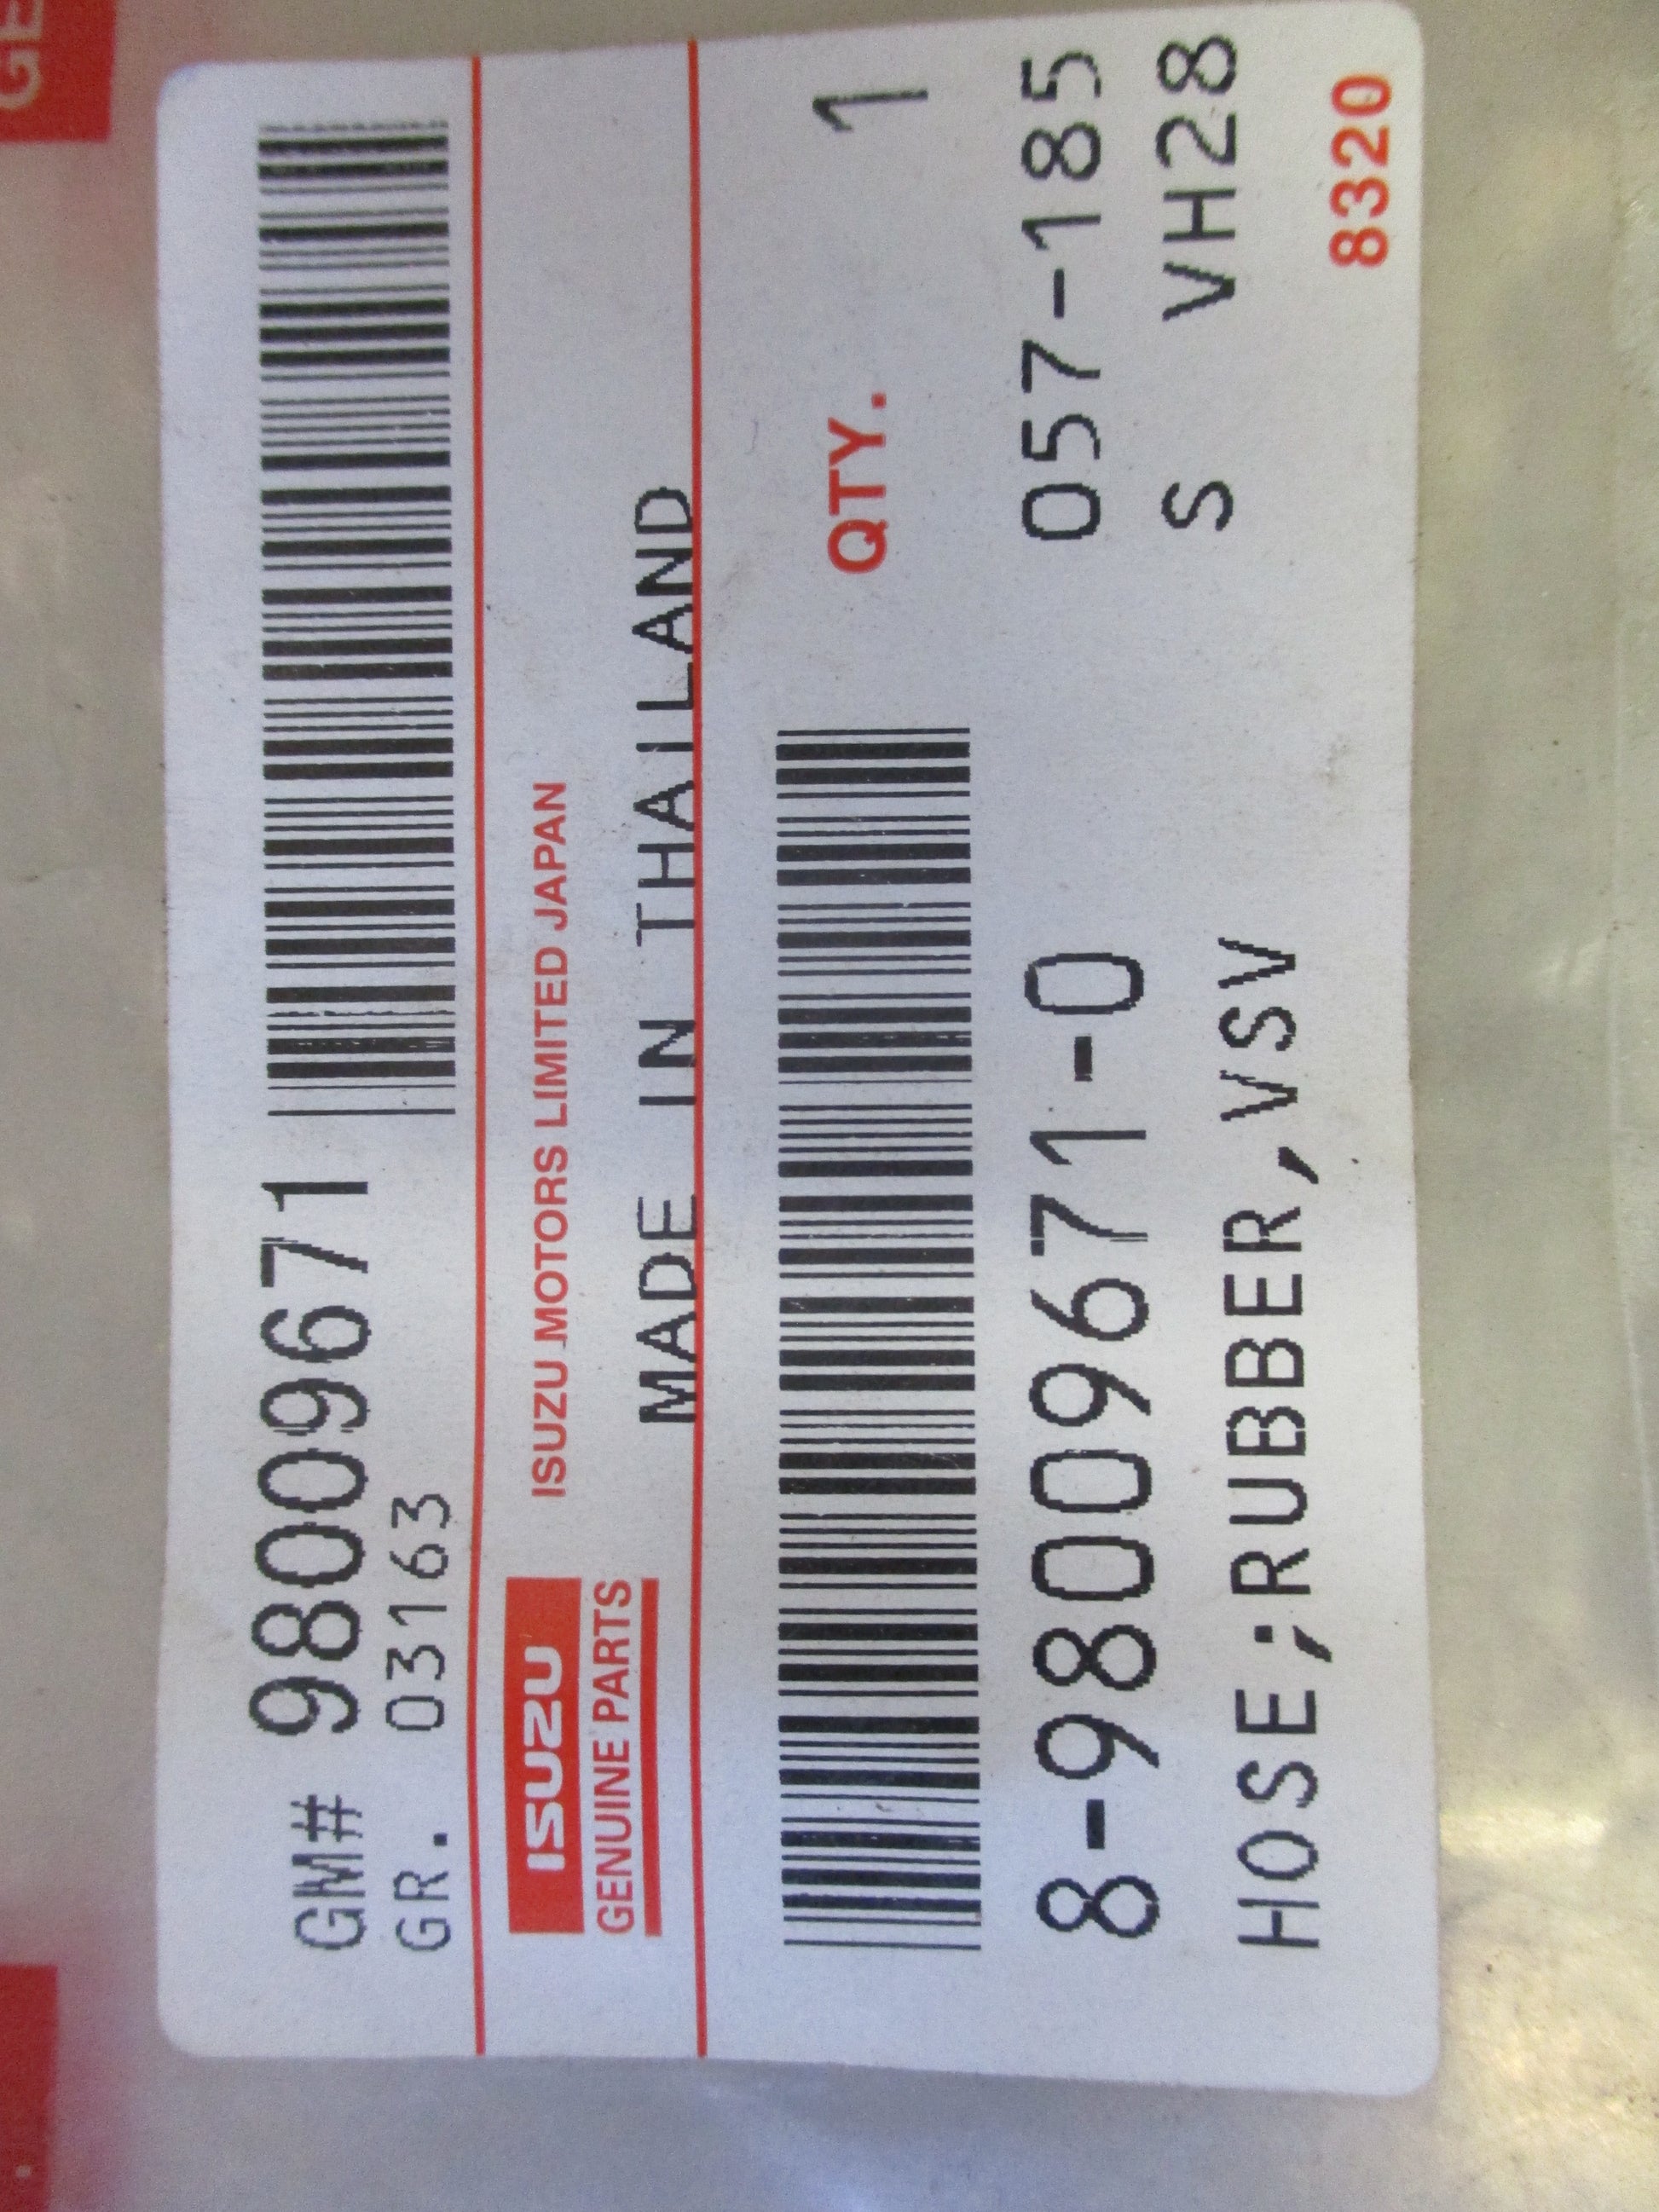 GM# 98009671
GR. 03163
ISUZU
GENUINE PARTS
ISUZU MOTORS LIMITED JAPAN
MADE IN THAILAND
QTY. 1
8-98009671-0
057-185
HOSE;RUBBER,VSV
S VH28
8320
GE